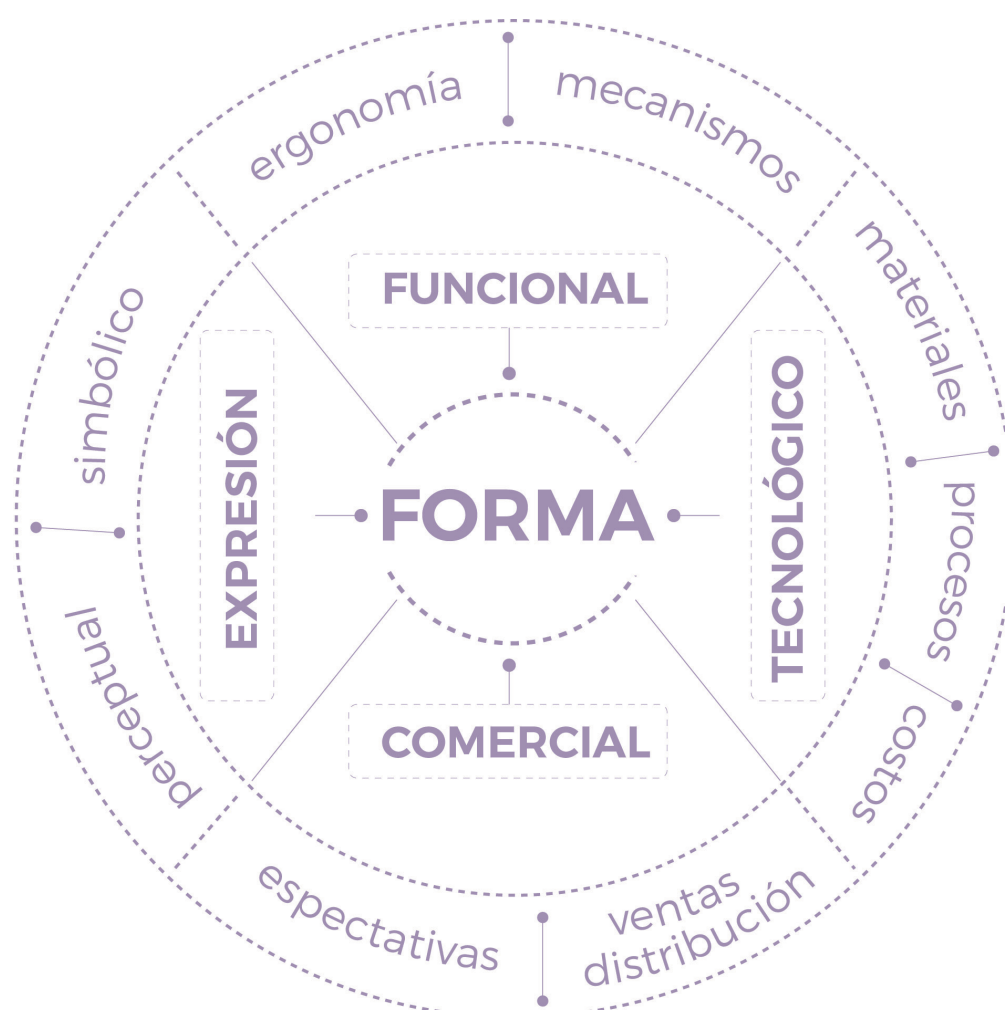 ergonomía
mecanismos
materiales
procesos
costos
ventas
distribución
espectativas
perceptual
simbólico
FUNCIONAL
EXPRESIÓN
FORMA
TECNOLÓGICO
COMERCIAL